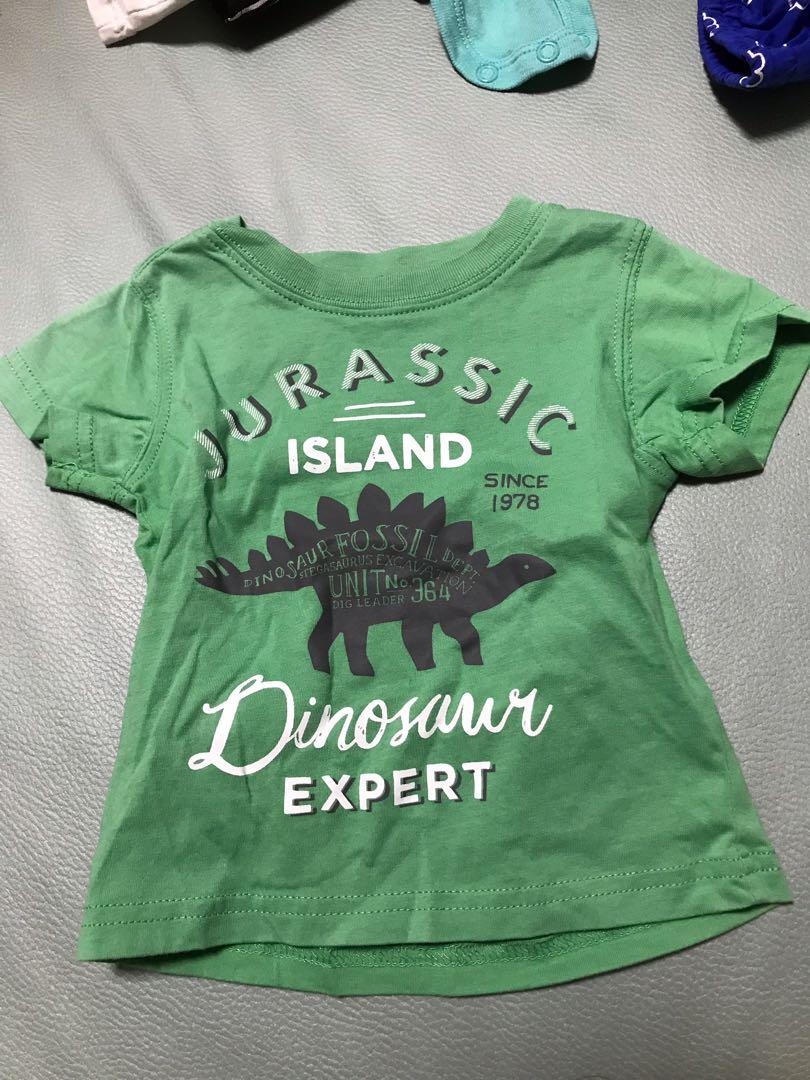 JURASSIC
ISLAND
SINCE
1978
DINOSAUR FOSSIL DEPT
STEGASAURUS EXCAVATION
UNIT No. 364
DIG LEADER
Dinosaur
EXPERT